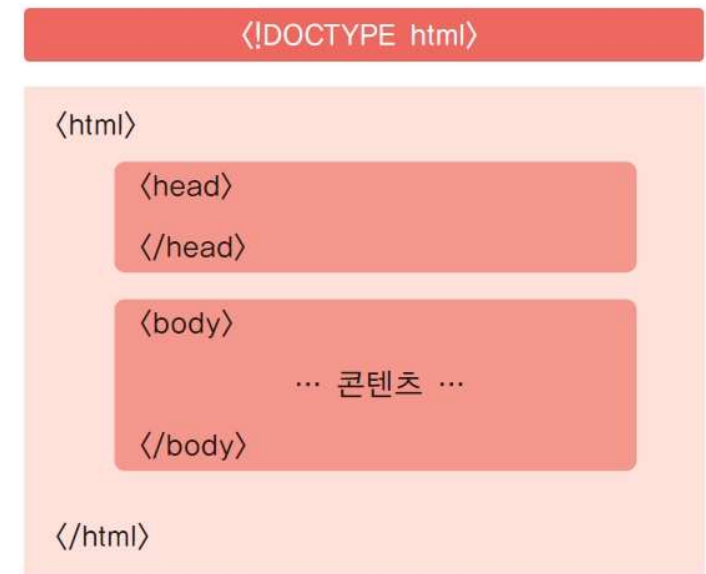 〈!DOCTYPE html〉
〈html〉
〈head〉
〈/head〉
〈body〉
… 콘텐츠 …
〈/body〉
〈/html〉